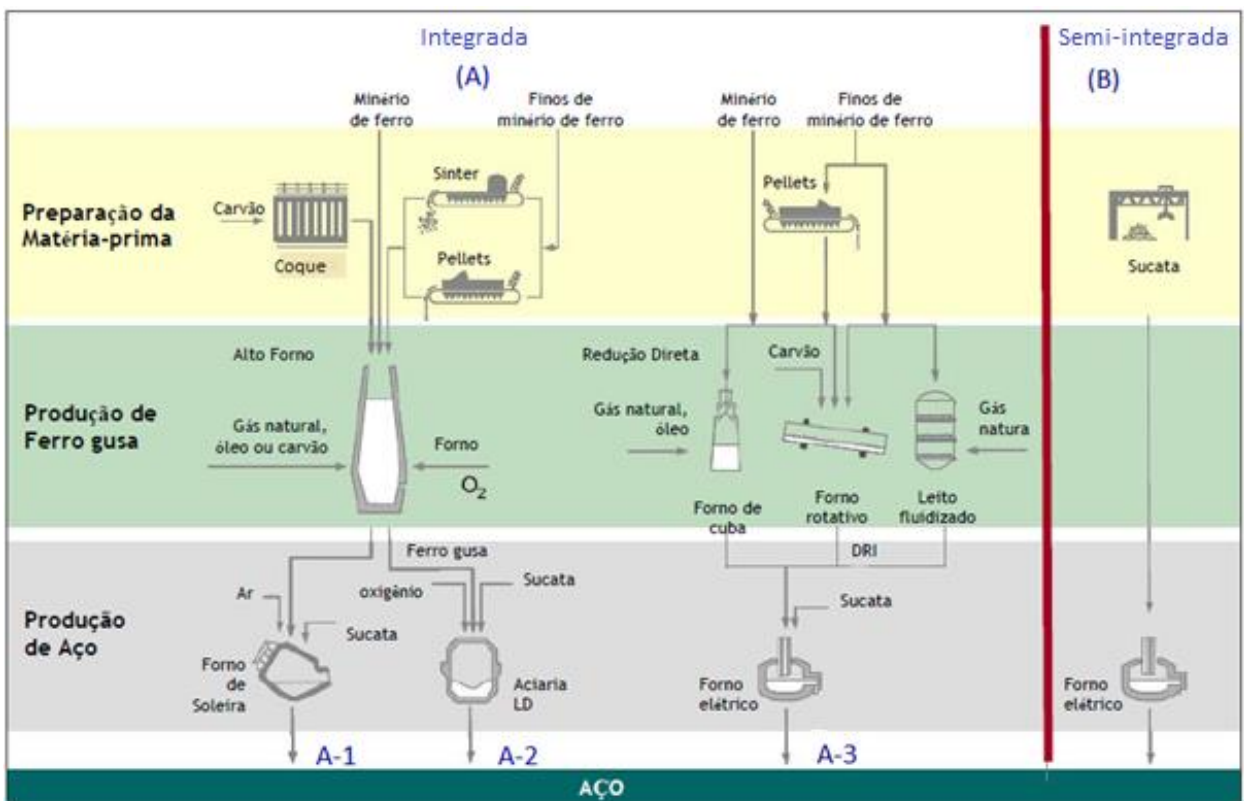 Integrada
(A)
Semi-integrada
(B)
Minério
de ferro
Finos de
minério de ferro
Minério
de ferro
Finos de
minério de ferro
Preparação da
Matéria-prima
Carvão
Coque
Sinter
Pellets
Pellets
Sucata
Produção de
Ferro gusa
Alto Forno
Gás natural,
óleo ou carvão
Forno
O₂
Redução Direta
Gás natural,
óleo
Carvão
Gás
natura
Forno de
cuba
Forno
rotativo
Leito
fluidizado
Produção
de Aço
Ferro gusa
Ar
Sucata
oxigênio
Sucata
DRI
Sucata
Forno
de
Soleira
Aciaria
LD
Forno
elétrico
Forno
elétrico
A-1
A-2
A-3
AÇO